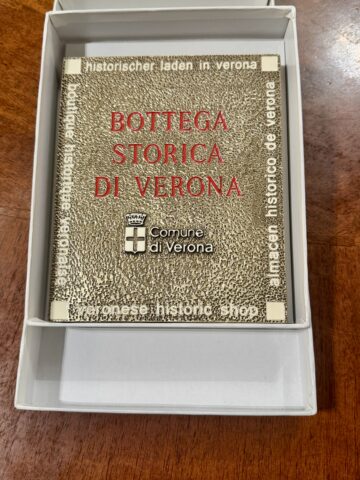 historischer laden in verona
BOTTEGA
STORICA
DI VERONA
Comune
di Verona
almacen historico de verona
veronese historic shop
boutique historique veronaise